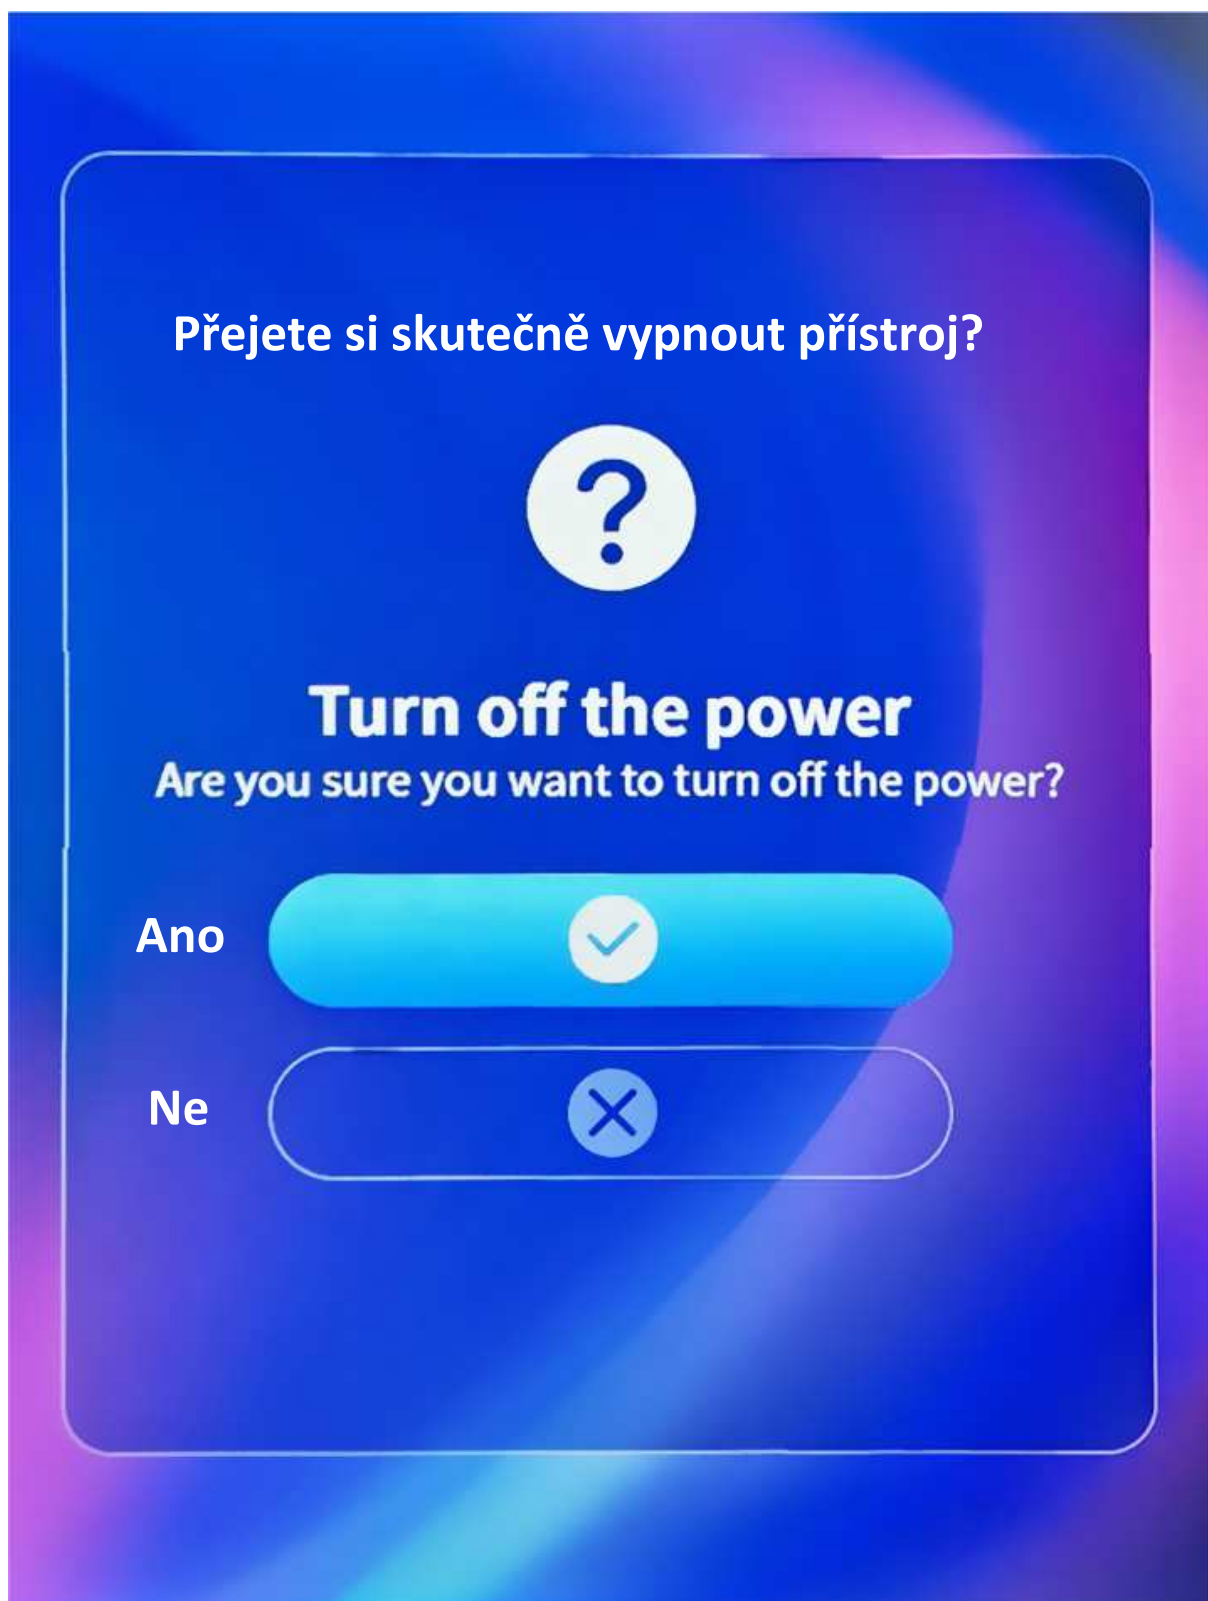 Přejete si skutečně vypnout přístroj?
?
Turn off the power
Are you sure you want to turn off the power?
Ano
Ne